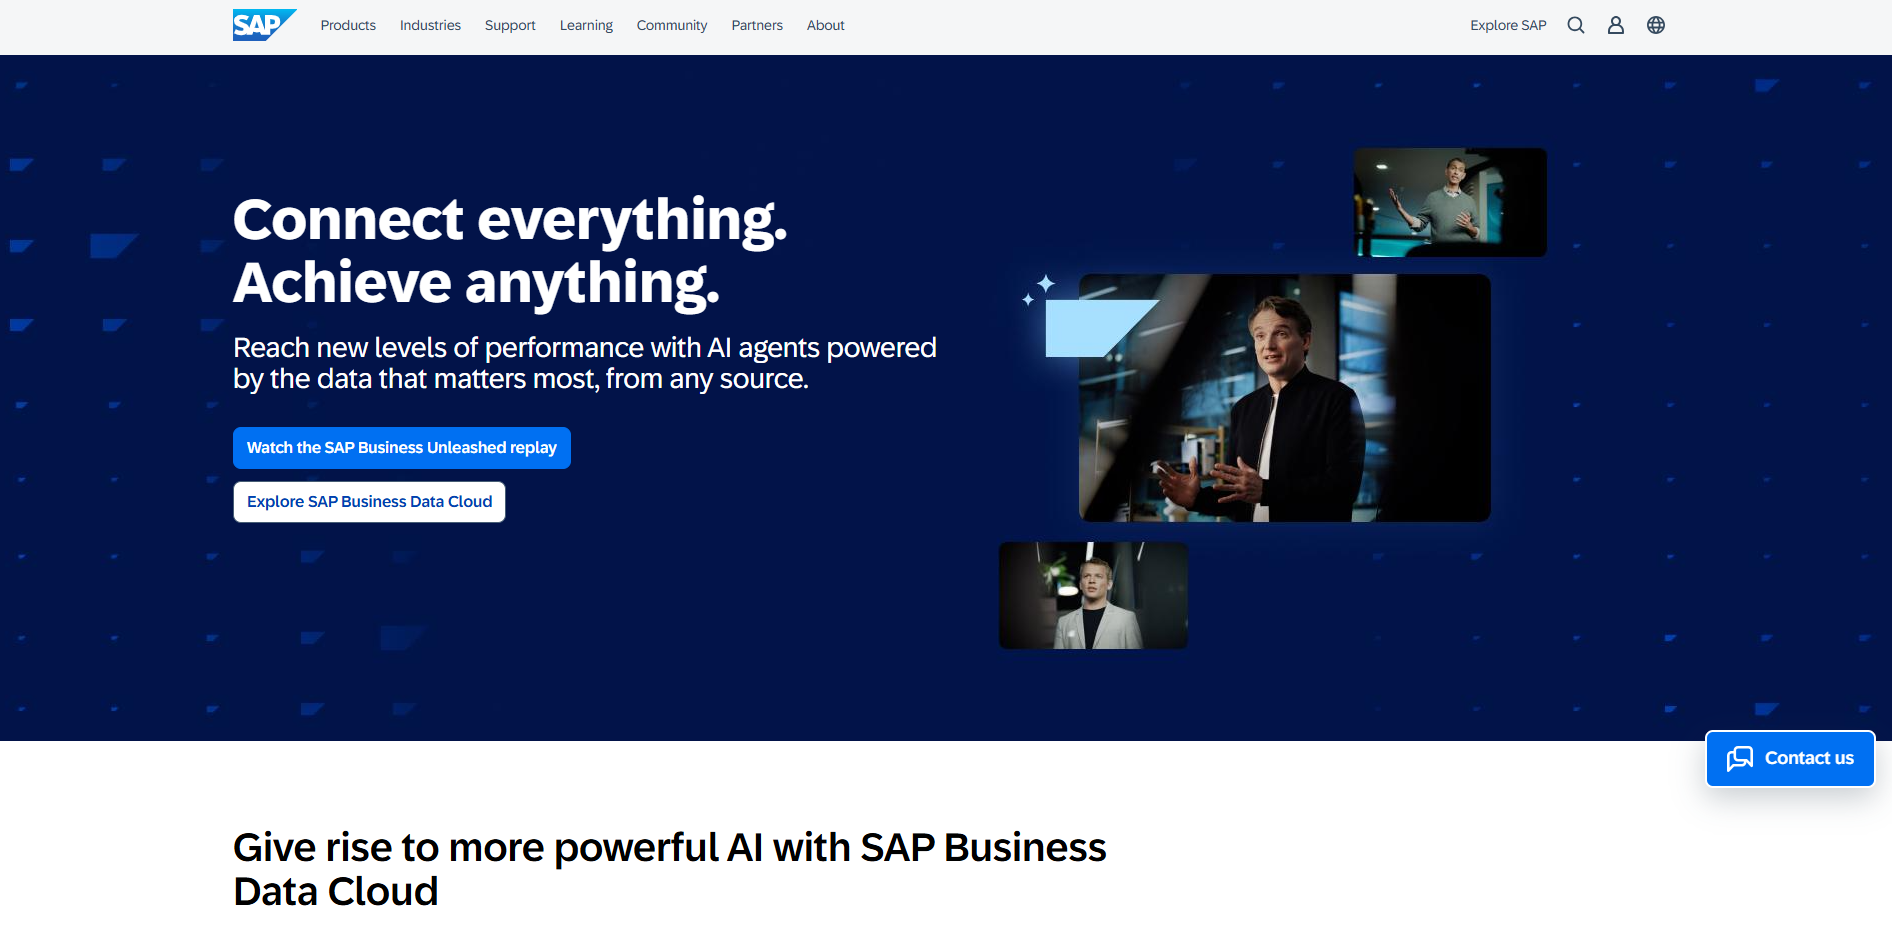 SAP
Products
Industries
Support
Learning
Community
Partners
About
Explore SAP
Connect everything.
Achieve anything.
Reach new levels of performance with AI agents powered
by the data that matters most, from any source.
Watch the SAP Business Unleashed replay
Explore SAP Business Data Cloud
Contact us
Give rise to more powerful AI with SAP Business
Data Cloud